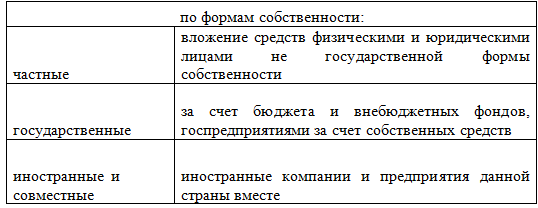 по формам собственности:
вложение средств физическими и юридическими
лицами не государственной формы
частные собственности
за счет бюджета и внебюджетных фондов,
государственные госпредприятиями за счет собственных средств
иностранные и иностранные компании и предприятия данной
совместные страны вместе